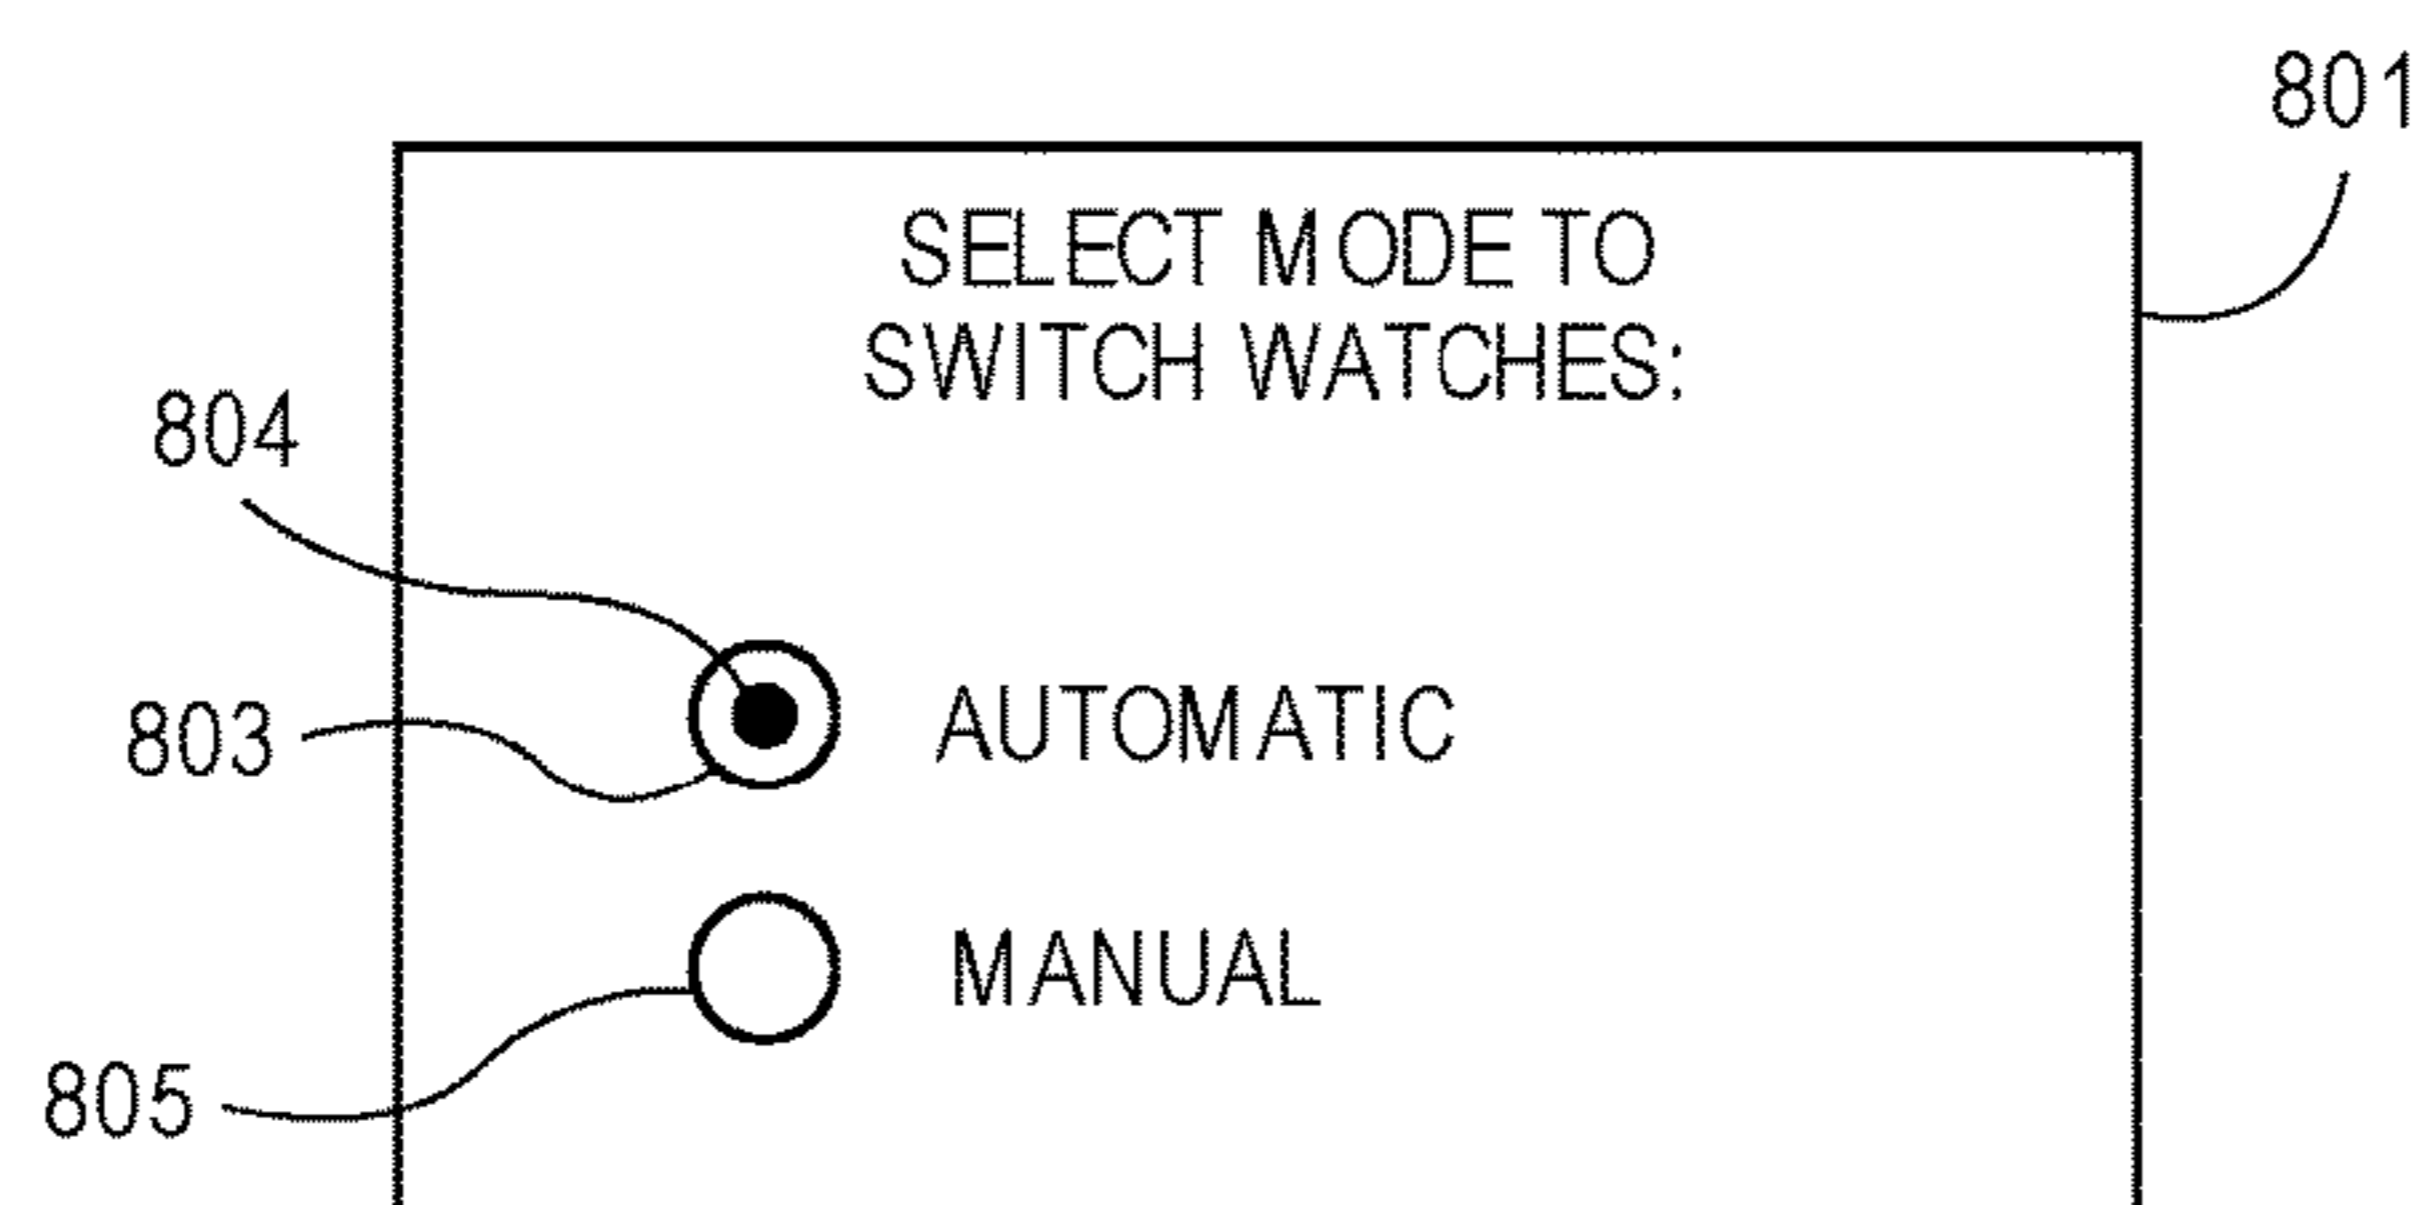 801
SELECT MODE TO
SWITCH WATCHES:
804
803
AUTOMATIC
MANUAL
805